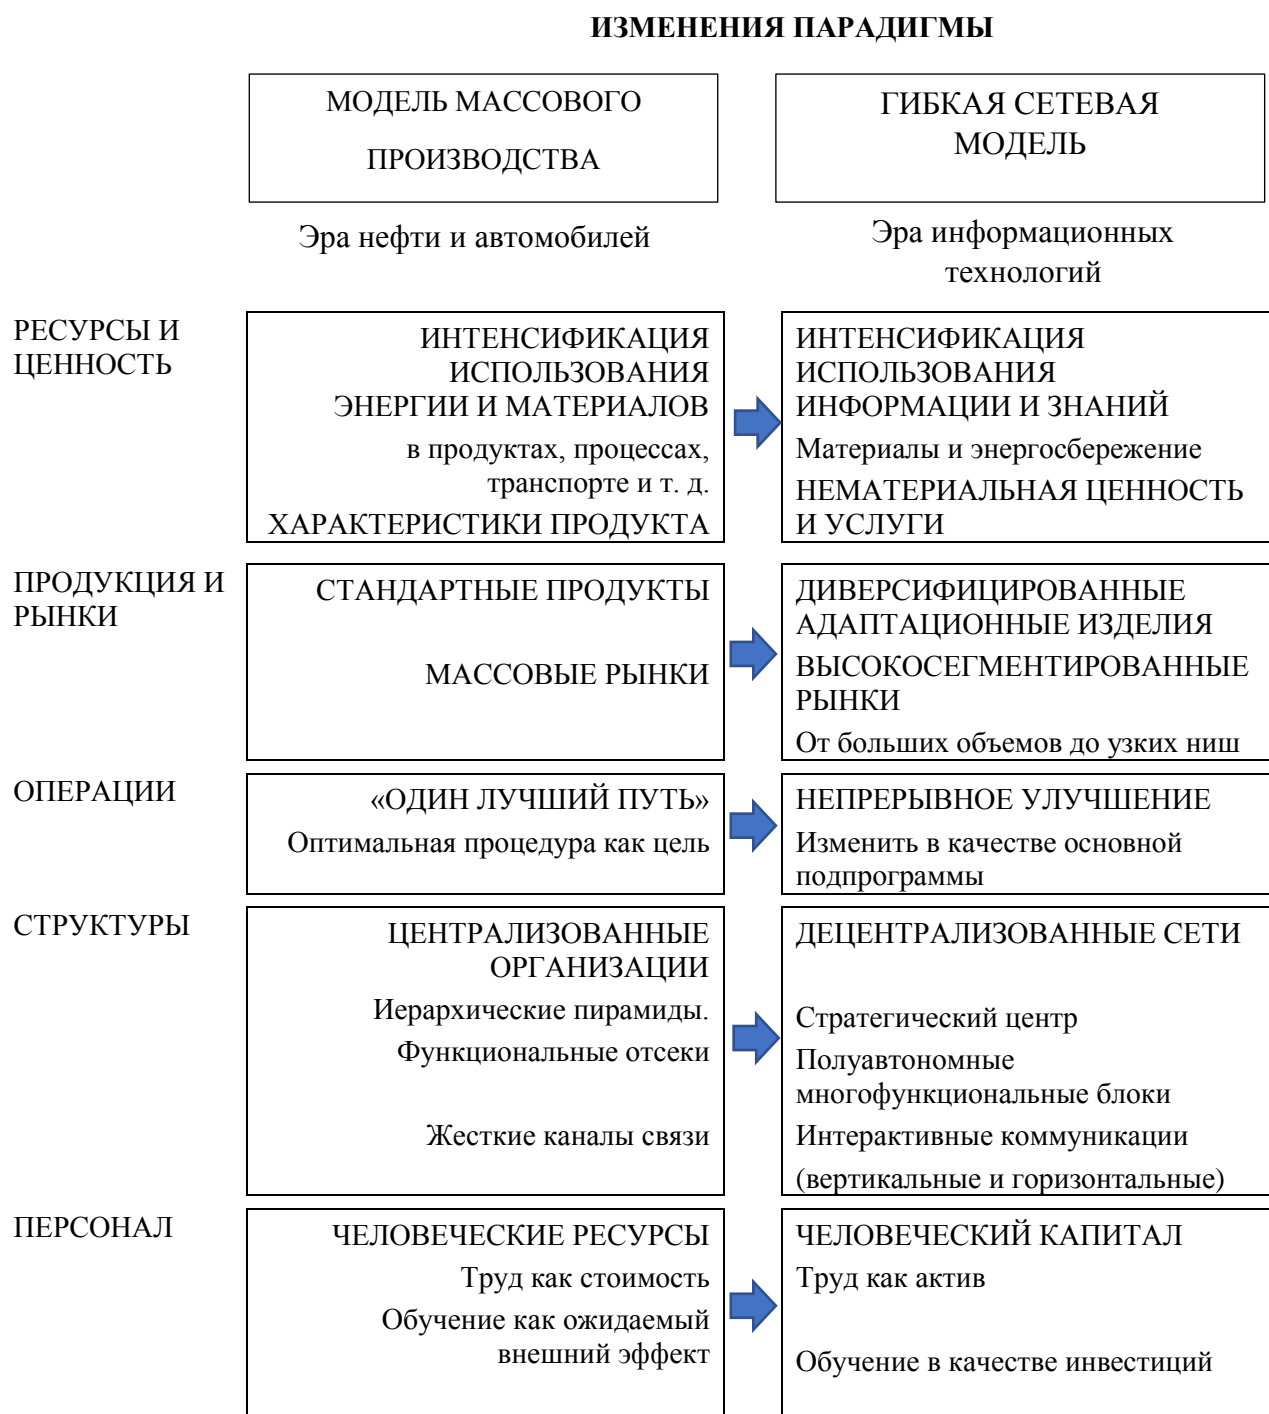 ИЗМЕНЕНИЯ ПАРАДИГМЫ
МОДЕЛЬ МАССОВОГО
ПРОИЗВОДСТВА
ГИБКАЯ СЕТЕВАЯ
МОДЕЛЬ
Эра нефти и автомобилей
Эра информационных
технологий
РЕСУРСЫ И
ЦЕННОСТЬ
ИНТЕНСИФИКАЦИЯ
ИСПОЛЬЗОВАНИЯ
ЭНЕРГИИ И МАТЕРИАЛОВ
в продуктах, процессах,
транспорте и т. д.
ХАРАКТЕРИСТИКИ ПРОДУКТА
ИНТЕНСИФИКАЦИЯ
ИСПОЛЬЗОВАНИЯ
ИНФОРМАЦИИ И ЗНАНИЙ
Материалы и энергосбережение
НЕМАТЕРИАЛЬНАЯ ЦЕННОСТЬ
И УСЛУГИ
ПРОДУКЦИЯ И
РЫНКИ
СТАНДАРТНЫЕ ПРОДУКТЫ
МАССОВЫЕ РЫНКИ
ДИВЕРСИФИЦИРОВАННЫЕ
АДАПТАЦИОННЫЕ ИЗДЕЛИЯ
ВЫСОКОСЕГМЕНТИРОВАННЫЕ
РЫНКИ
От больших объемов до узких ниш
ОПЕРАЦИИ
«ОДИН ЛУЧШИЙ ПУТЬ»
Оптимальная процедура как цель
НЕПРЕРЫВНОЕ УЛУЧШЕНИЕ
Изменить в качестве основной
подпрограммы
СТРУКТУРЫ
ЦЕНТРАЛИЗОВАННЫЕ
ОРГАНИЗАЦИИ
Иерархические пирамиды.
Функциональные отсеки
Жесткие каналы связи
ДЕЦЕНТРАЛИЗОВАННЫЕ СЕТИ
Стратегический центр
Полуавтономные
многофункциональные блоки
Интерактивные коммуникации
(вертикальные и горизонтальные)
ПЕРСОНАЛ
ЧЕЛОВЕЧЕСКИЕ РЕСУРСЫ
Труд как стоимость
Обучение как ожидаемый
внешний эффект
ЧЕЛОВЕЧЕСКИЙ КАПИТАЛ
Труд как актив
Обучение в качестве инвестиций